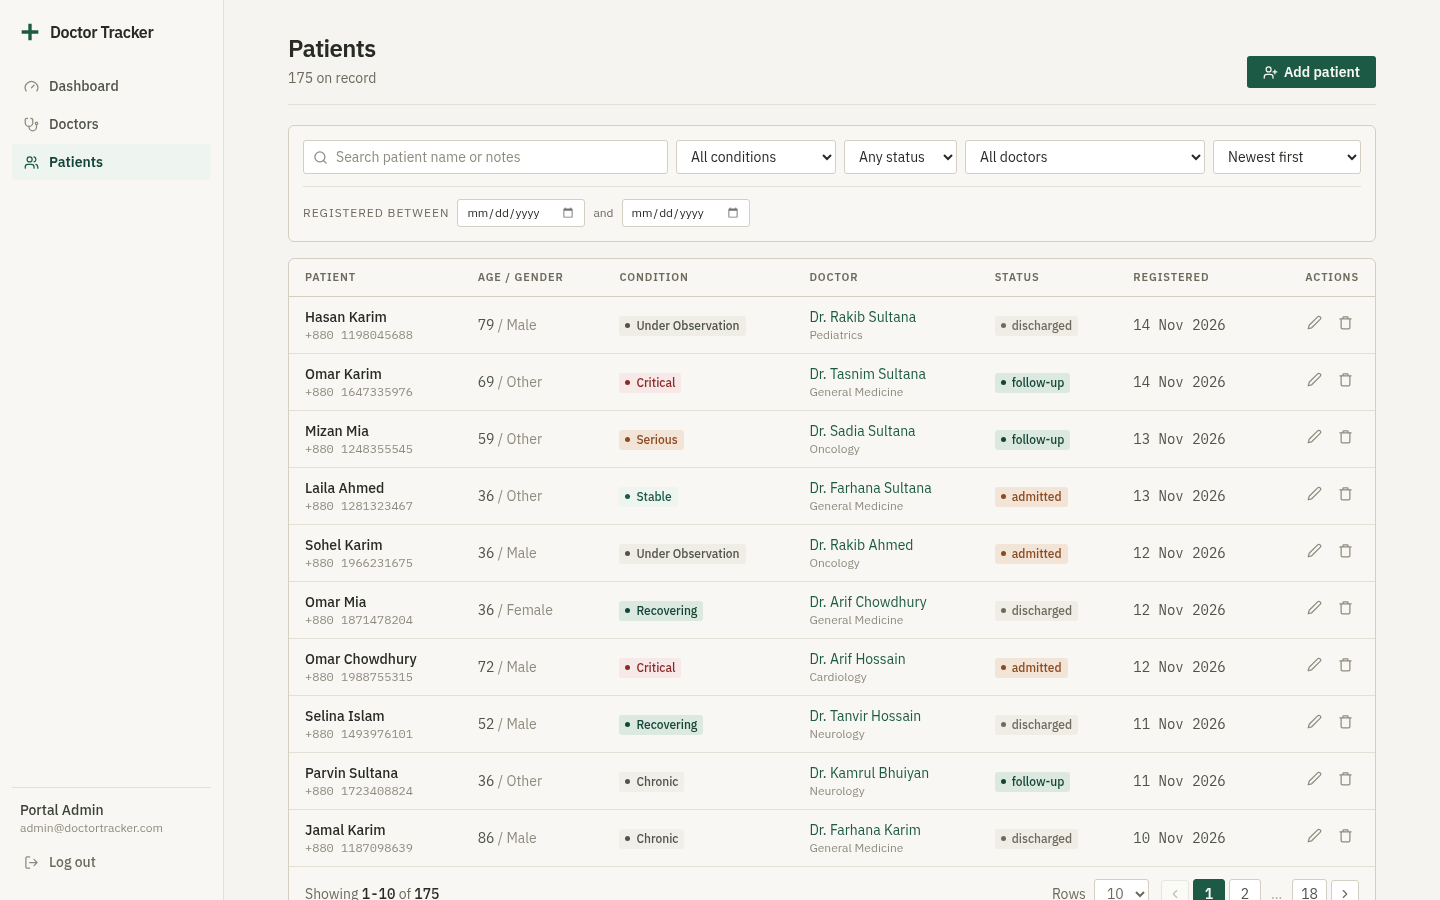 Doctor Tracker
Dashboard
Doctors
Patients
Portal Admin
admin@doctortracker.com
Log out
Patients
175 on record
Add patient
Search patient name or notes
All conditions
Any status
All doctors
Newest first
REGISTERED BETWEEN mm/dd/yyyy and mm/dd/yyyy
PATIENT AGE / GENDER CONDITION DOCTOR STATUS REGISTERED ACTIONS
Hasan Karim 79 / Male Under Observation Dr. Rakib Sultana discharged 14 Nov 2026
+880 1198045688 Pediatrics
Omar Karim 69 / Other Critical Dr. Tasnim Sultana follow-up 14 Nov 2026
+880 1647335976 General Medicine
Mizan Mia 59 / Other Serious Dr. Sadia Sultana follow-up 13 Nov 2026
+880 1248355545 Oncology
Laila Ahmed 36 / Other Stable Dr. Farhana Sultana admitted 13 Nov 2026
+880 1281323467 General Medicine
Sohel Karim 36 / Male Under Observation Dr. Rakib Ahmed admitted 12 Nov 2026
+880 1966231675 Oncology
Omar Mia 36 / Female Recovering Dr. Arif Chowdhury discharged 12 Nov 2026
+880 1871478204 General Medicine
Omar Chowdhury 72 / Male Critical Dr. Arif Hossain admitted 12 Nov 2026
+880 1988755315 Cardiology
Selina Islam 52 / Male Recovering Dr. Tanvir Hossain discharged 11 Nov 2026
+880 1493976101 Neurology
Parvin Sultana 36 / Other Chronic Dr. Kamrul Bhuiyan follow-up 11 Nov 2026
+880 1723408824 Neurology
Jamal Karim 86 / Male Chronic Dr. Farhana Karim discharged 10 Nov 2026
+880 1187098639 General Medicine
Showing 1-10 of 175 Rows 10 1 2 ... 18